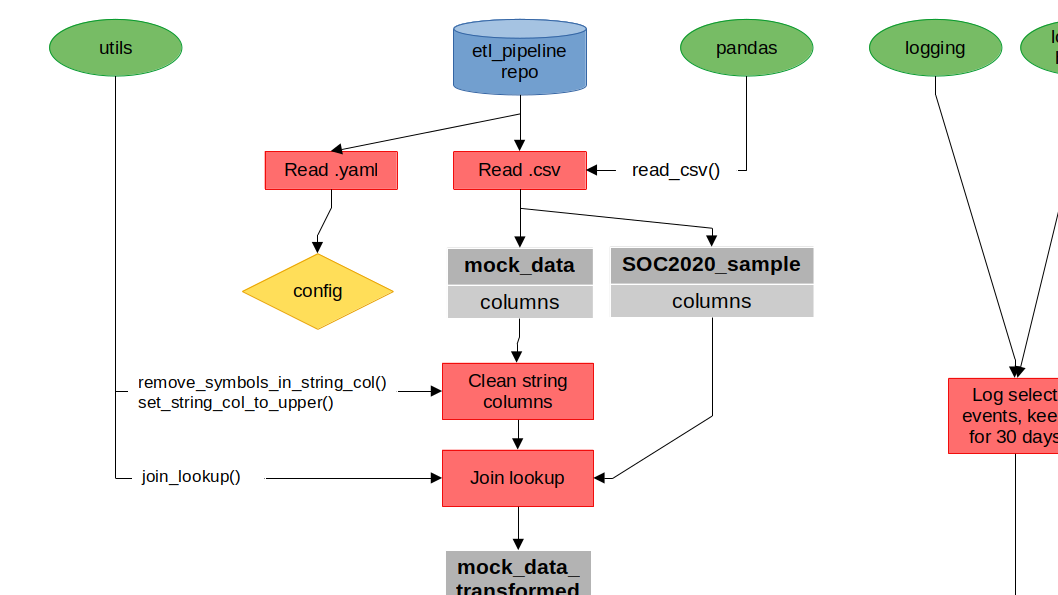 utils
etl_pipeline
repo
pandas
logging
Read .yaml
Read .csv
read_csv()
config
mock_data
columns
SOC2020_sample
columns
remove_symbols_in_string_col()
set_string_col_to_upper()
Clean string
columns
Log select
events, kee
for 30 days
join_lookup()
Join lookup
mock_data_
transformed